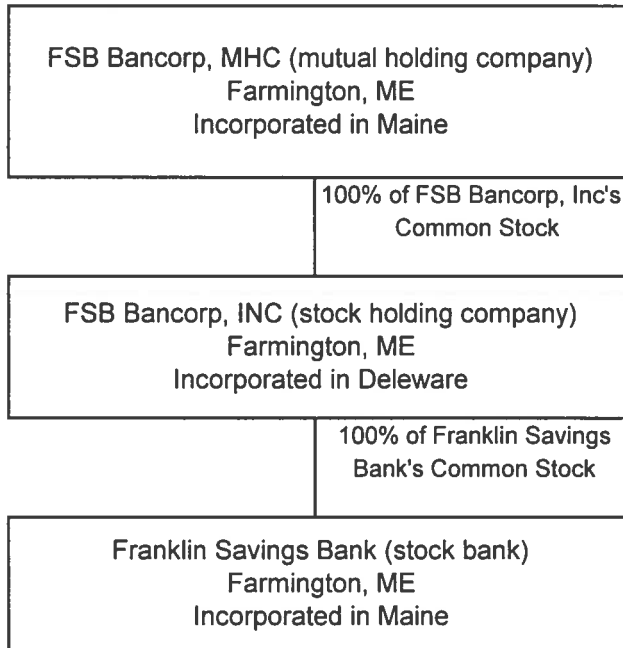 FSB Bancorp, MHC (mutual holding company)
Farmington, ME
Incorporated in Maine
100% of FSB Bancorp, Inc's
Common Stock
FSB Bancorp, INC (stock holding company)
Farmington, ME
Incorporated in Deleware
100% of Franklin Savings
Bank's Common Stock
Franklin Savings Bank (stock bank)
Farmington, ME
Incorporated in Maine